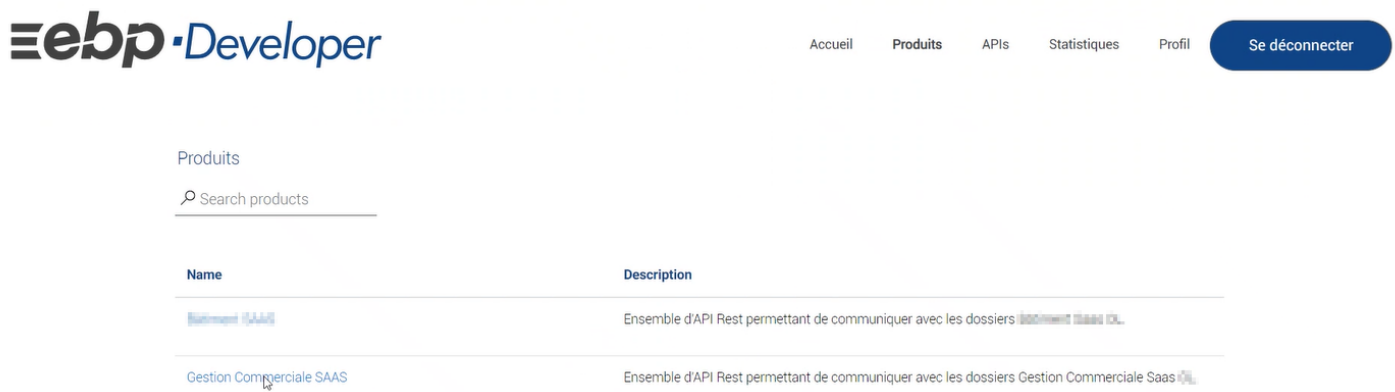 ebp·Developer
Accueil Produits APIs Statistiques Profil Se déconnecter
Produits
Search products
Name Description
Ensemble d'API Rest permettant de communiquer avec les dossiers
Gestion Commerciale SAAS Ensemble d'API Rest permettant de communiquer avec les dossiers Gestion Commerciale Saas